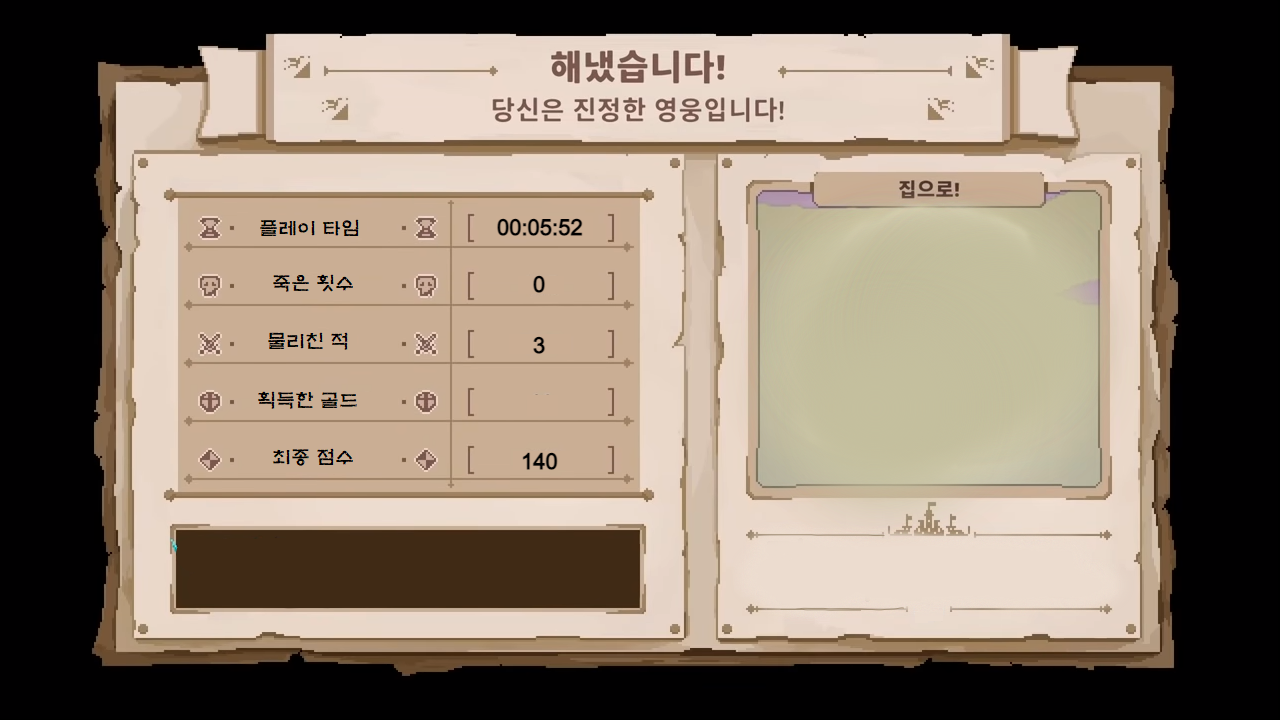 해냈습니다!
당신은 진정한 영웅입니다!
플레이 타임 [ 00:05:52 ]
죽은 횟수 [ 0 ]
물리친 적 [ 3 ]
획득한 골드 [ ]
최종 점수 [ 140 ]
집으로!